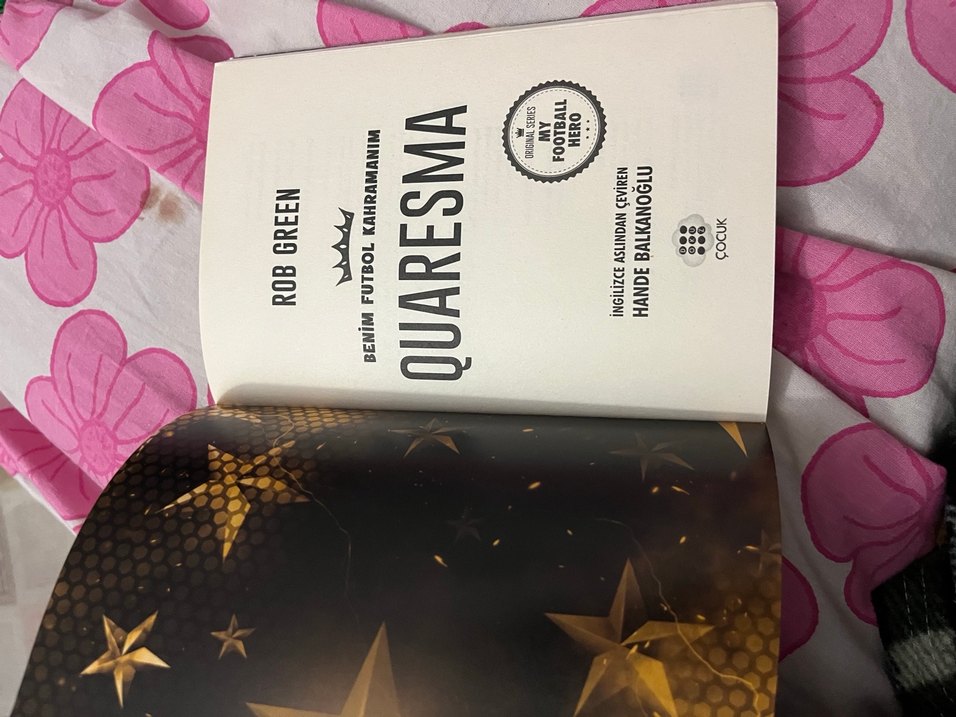 ROB GREEN
BENİM FUTBOL KAHRAMANIM
QUARESMA
ORIGINAL SERIES
MY
FOOTBALL
HERO
İNGİLİZCE ASLINDAN ÇEVİREN
HANDE BALKANOĞLU
ÇOCUK